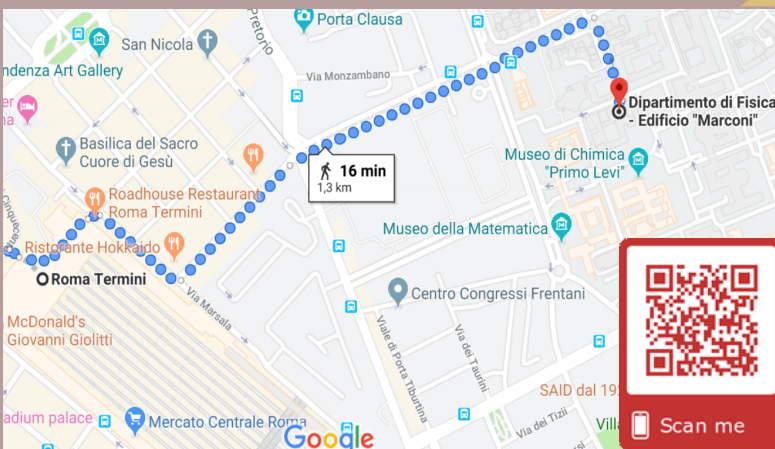 Pretorio
Porta Clausa
San Nicola
ndenza Art Gallery
Via Monzambano
Dipartimento di Fisica
- Edificio "Marconi"
Basilica del Sacro
Cuore di Gesù
16 min
1,3 km
Museo di Chimica
"Primo Levi"
Roadhouse Restaurant
Roma Termini
Cinquecento
Museo della Matematica
Ristorante Hokkaido
Roma Termini
Via Marsala
Centro Congressi Frentani
McDonald's
Giovanni Giolitti
Viale di Porta Tiburtina
Via dei Taurini
SAID dal 192
adium palace
Mercato Centrale Roma
Via dei Tizii
Villa
Google
Scan me